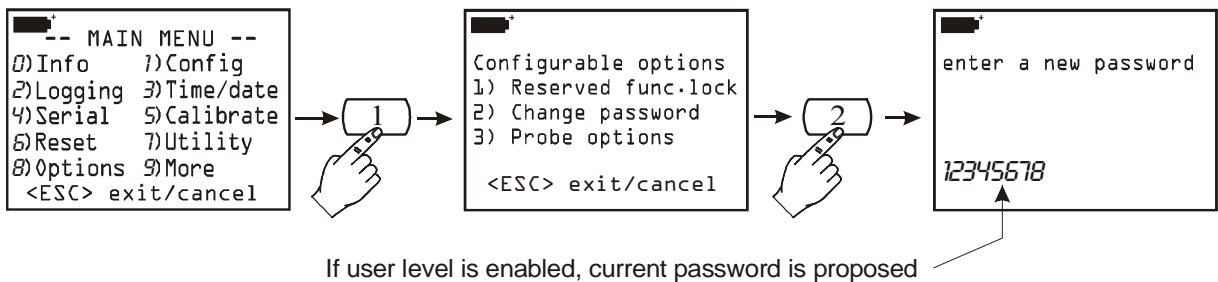 -- MAIN MENU --
0)Info 1)Config
2)Logging 3)Time/date
4)Serial 5)Calibrate
6)Reset 7)Utility
8)Options 9)More
<ESC> exit/cancel
1
Configurable options
1) Reserved func.lock
2) Change password
3) Probe options
<ESC> exit/cancel
2
enter a new password
12345678
If user level is enabled, current password is proposed